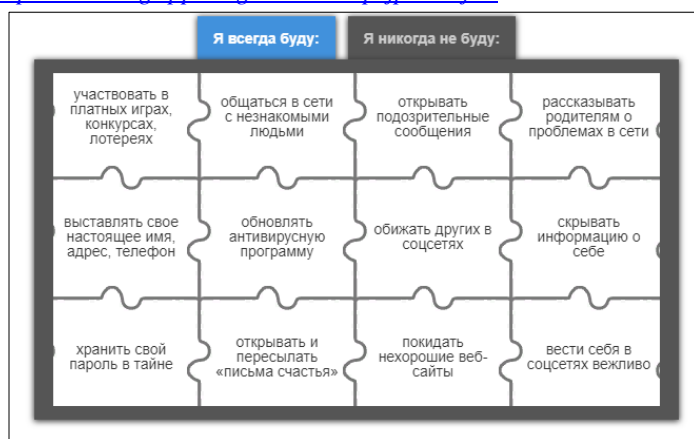 Я всегда буду:
Я никогда не буду:
участвовать в
платных играх,
конкурсах,
лотереях
общаться в сети
с незнакомыми
людьми
открывать
подозрительные
сообщения
рассказывать
родителям о
проблемах в сети
выставлять свое
настоящее имя,
адрес, телефон
обновлять
антивирусную
программу
обижать других в
соцсетях
скрывать
информацию о
себе
хранить свой
пароль в тайне
открывать и
пересылать
«письма счастья»
покидать
нехорошие веб-
сайты
вести себя в
соцсетях вежливо